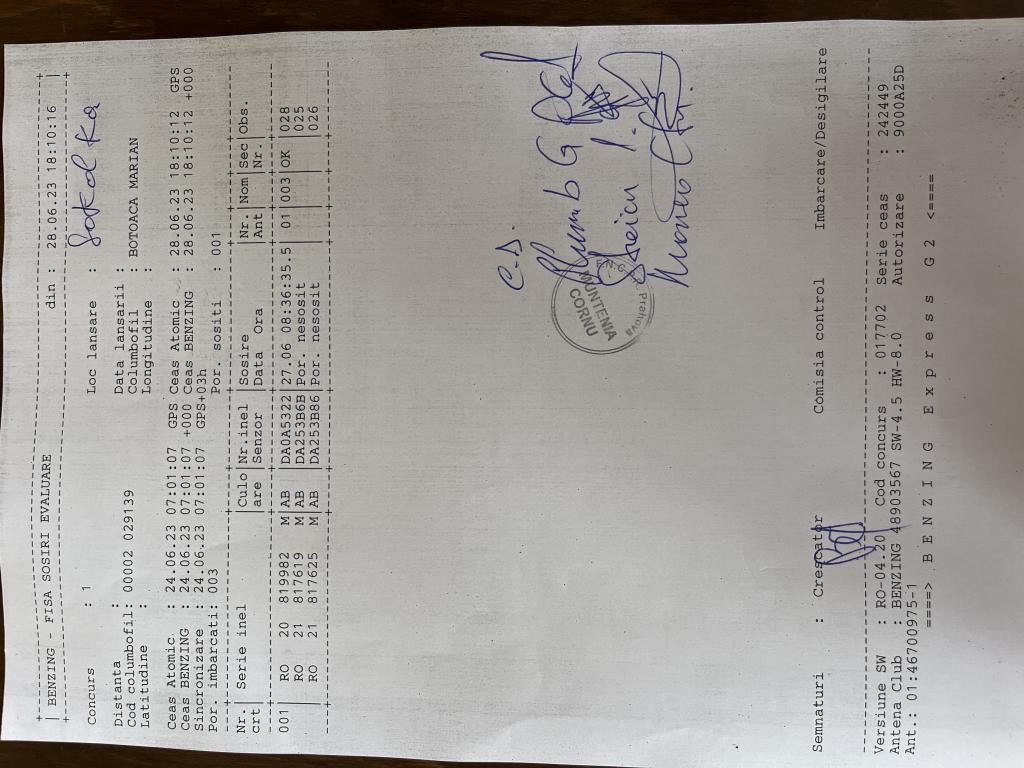 BENZING - FISA SOSIRI EVALUARE din : 28.06.23 18:10:16
Concurs : 1 Loc lansare :
Distanta : Data lansarii :
Cod columbofil: 00002 029139 Columbofil : BOTOACA MARIAN
Latitudine : Longitudine :
Ceas Atomic : 24.06.23 07:01:07 GPS Ceas Atomic : 28.06.23 18:10:12 GPS
Ceas BENZING : 24.06.23 07:01:07 +000 Ceas BENZING : 28.06.23 18:10:12 +000
Sincronizare : 24.06.23 07:01:07 GPS+03h
Por. imbarcati: 003 Por. sositi : 001
Nr. | Serie inel | Culo | Nr.inel | Sosire | Nr. | Nom | Sec | Obs.
crt | | are | Senzor | Data Ora | Ant | | Nr. |
001 | RO 20 819982 M | AB | DA0A5322 | 27.06 08:36:35.5 | 01 | 003 | OK | 028
| RO 21 817619 M | AB | DA253B6B | Por. nesosit | | | | 025
| RO 21 817625 M | AB | DA253B86 | Por. nesosit | | | | 026
C.D.
MUNTENIA
CORNU
Prahova
Semnaturi : Crescator Comisia control Imbarcare/Desigilare
Versiune SW : RO-04.20 Cod concurs : 017702 Serie ceas : 242449
Antena Club : BENZING 48903567 SW-4.5 HW-8.0 Autorizare : 9000A25D
Ant.: 01:46700975-1
====> B E N Z I N G E x p r e s s G 2 <====